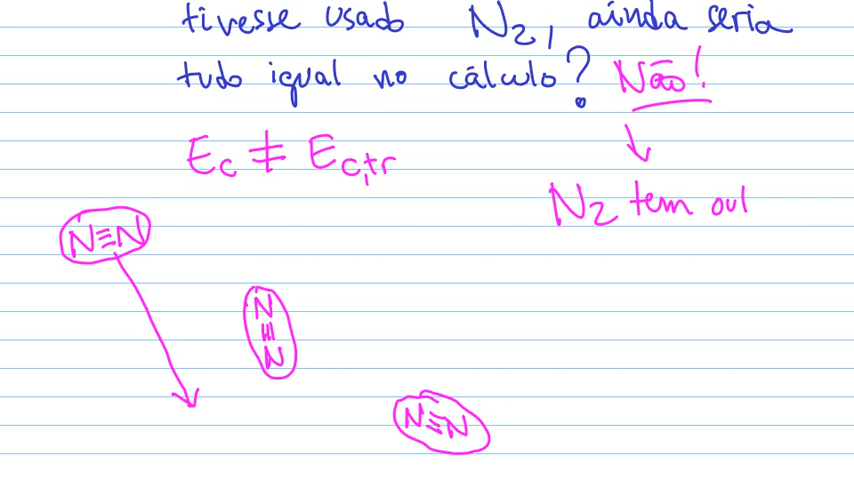 tivesse usado N₂, ainda seria
tudo igual no cálculo? Não!
Ec ≠ Ec,tr
N₂ tem out
N≡N
N≡N
N≡N